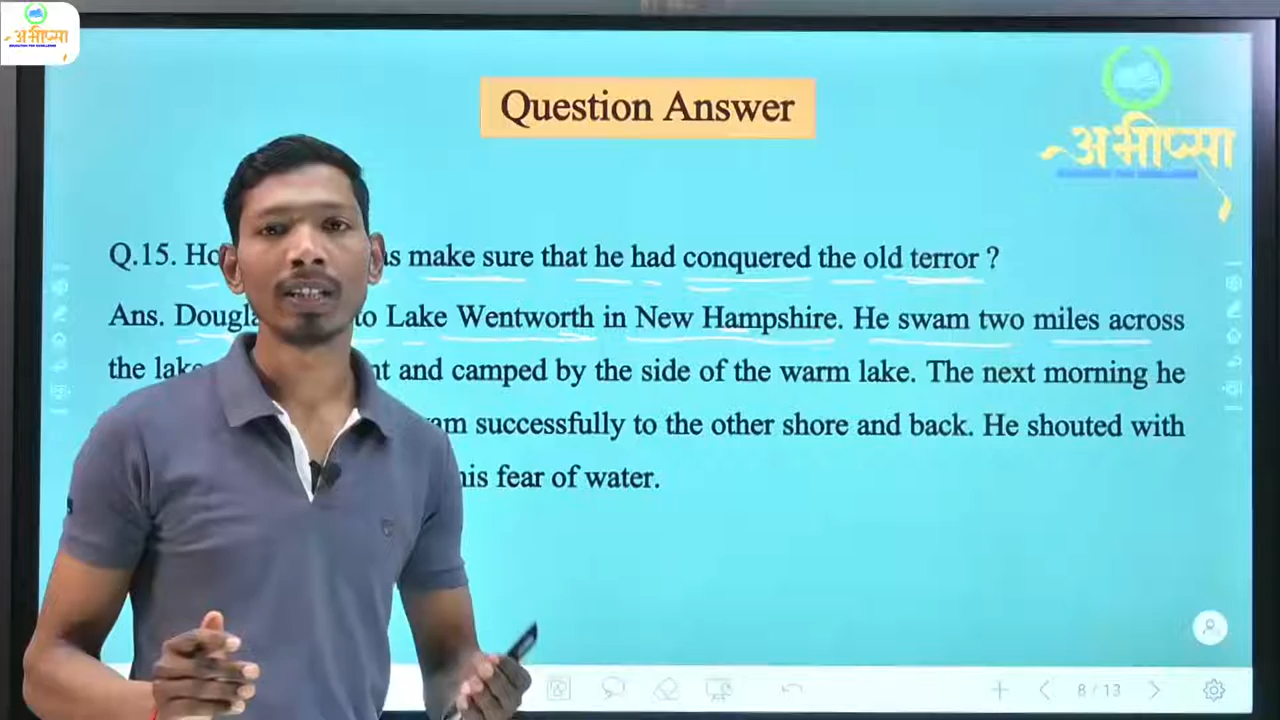 अभीप्सा
Question Answer
अभीप्सा
Q.15. Ho as make sure that he had conquered the old terror ?
Ans. Dougla to Lake Wentworth in New Hampshire. He swam two miles across
the lake nt and camped by the side of the warm lake. The next morning he
am successfully to the other shore and back. He shouted with
his fear of water.
8 / 13